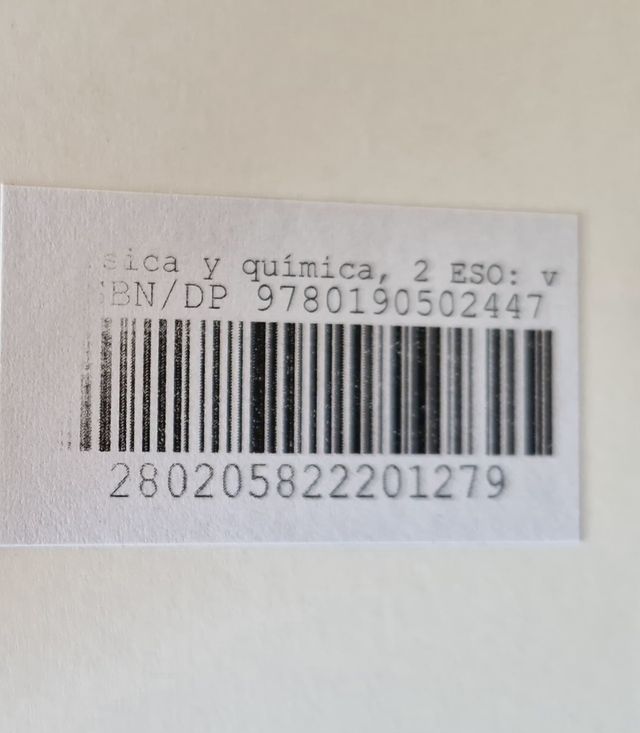 sica y química, 2 ESO: v
BN/DP 9780190502447
280205822201279